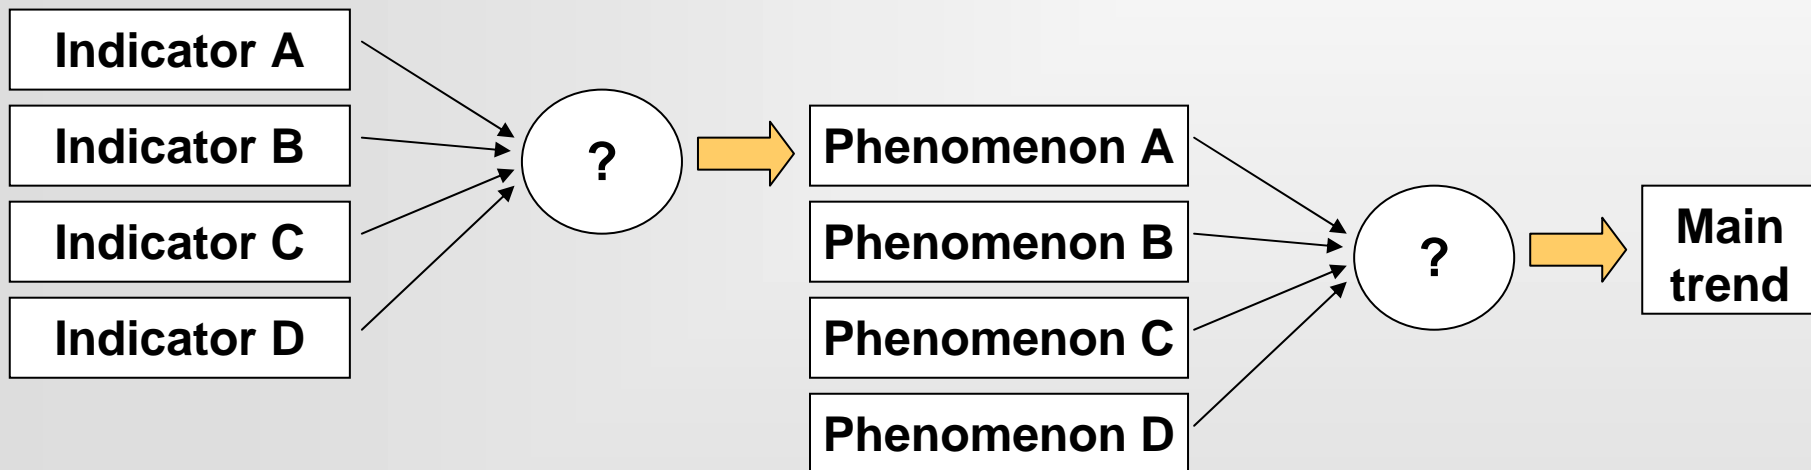 Indicator A
Indicator B
Indicator C
Indicator D
?
Phenomenon A
Phenomenon B
Phenomenon C
Phenomenon D
?
Main
trend